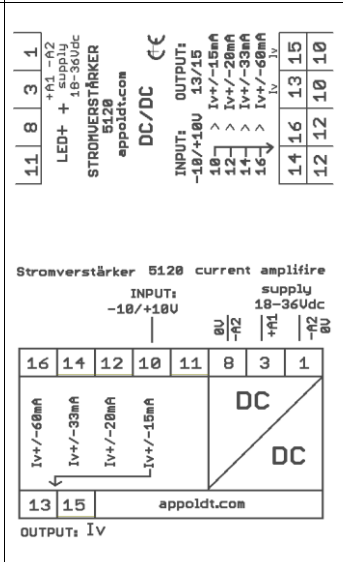 11 8 3 1
LED+ + +A1 -A2
supply
18-36Vdc
STROMVERSTÄRKER
5120
appoldt.com
DC/DC
CE
INPUT: OUTPUT:
-10/+10V 13/15
10 > Iv+/-15mA
12 > Iv+/-20mA
14 > Iv+/-33mA
16 > Iv+/-60mA
Iv Iv
14 16 13 15
12 12 10 10
Stromverstärker 5120 current amplifire
INPUT: supply
-10/+10V 18-36Vdc
0V -A2 +A1 -A2 0V
16 14 12 10 11 8 3 1
Iv+/-60mA Iv+/-33mA Iv+/-20mA Iv+/-15mA
DC
DC
13 15 appoldt.com
OUTPUT: Iv